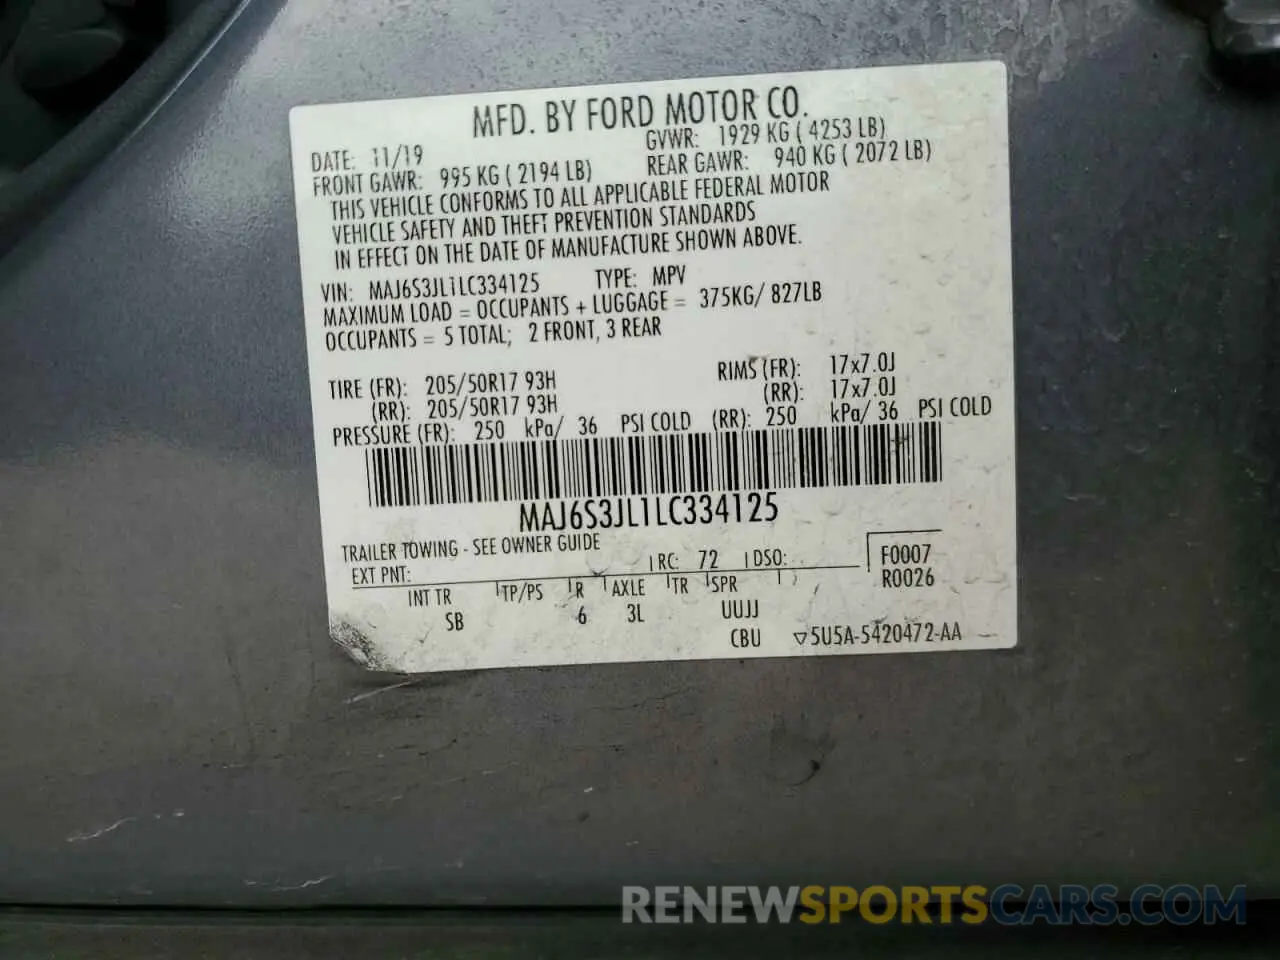 MFD. BY FORD MOTOR CO.
DATE: 11/19 GVWR: 1929 KG ( 4253 LB)
FRONT GAWR: 995 KG ( 2194 LB) REAR GAWR: 940 KG ( 2072 LB)
THIS VEHICLE CONFORMS TO ALL APPLICABLE FEDERAL MOTOR
VEHICLE SAFETY AND THEFT PREVENTION STANDARDS
IN EFFECT ON THE DATE OF MANUFACTURE SHOWN ABOVE.
VIN: MAJ6S3JL1LC334125 TYPE: MPV
MAXIMUM LOAD = OCCUPANTS + LUGGAGE = 375KG/ 827LB
OCCUPANTS = 5 TOTAL; 2 FRONT, 3 REAR
TIRE (FR): 205/50R17 93H RIMS (FR): 17x7.0J
(RR): 205/50R17 93H (RR): 17x7.0J
PRESSURE (FR): 250 kPa/ 36 PSI COLD (RR): 250 kPa/ 36 PSI COLD
MAJ6S3JL1LC334125
TRAILER TOWING - SEE OWNER GUIDE
EXT PNT: RC: 72 DSO: F0007
R0026
INT TR TP/PS R AXLE TR SPR
SB 6 3L UUJJ
CBU ▽5U5A-5420472-AA
RENEWSPORTSCARS.COM